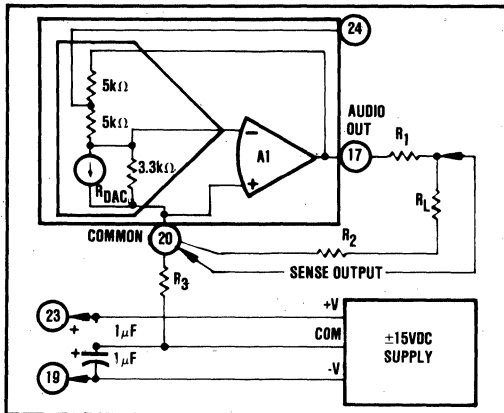 24
5kΩ
5kΩ
AUDIO
OUT
R1
A1
17
3.3kΩ
RDAC
RL
COMMON
20
R2
SENSE OUTPUT
R3
23
+V
+
1μF
COM
±15VDC
SUPPLY
+
1μF
-V
19